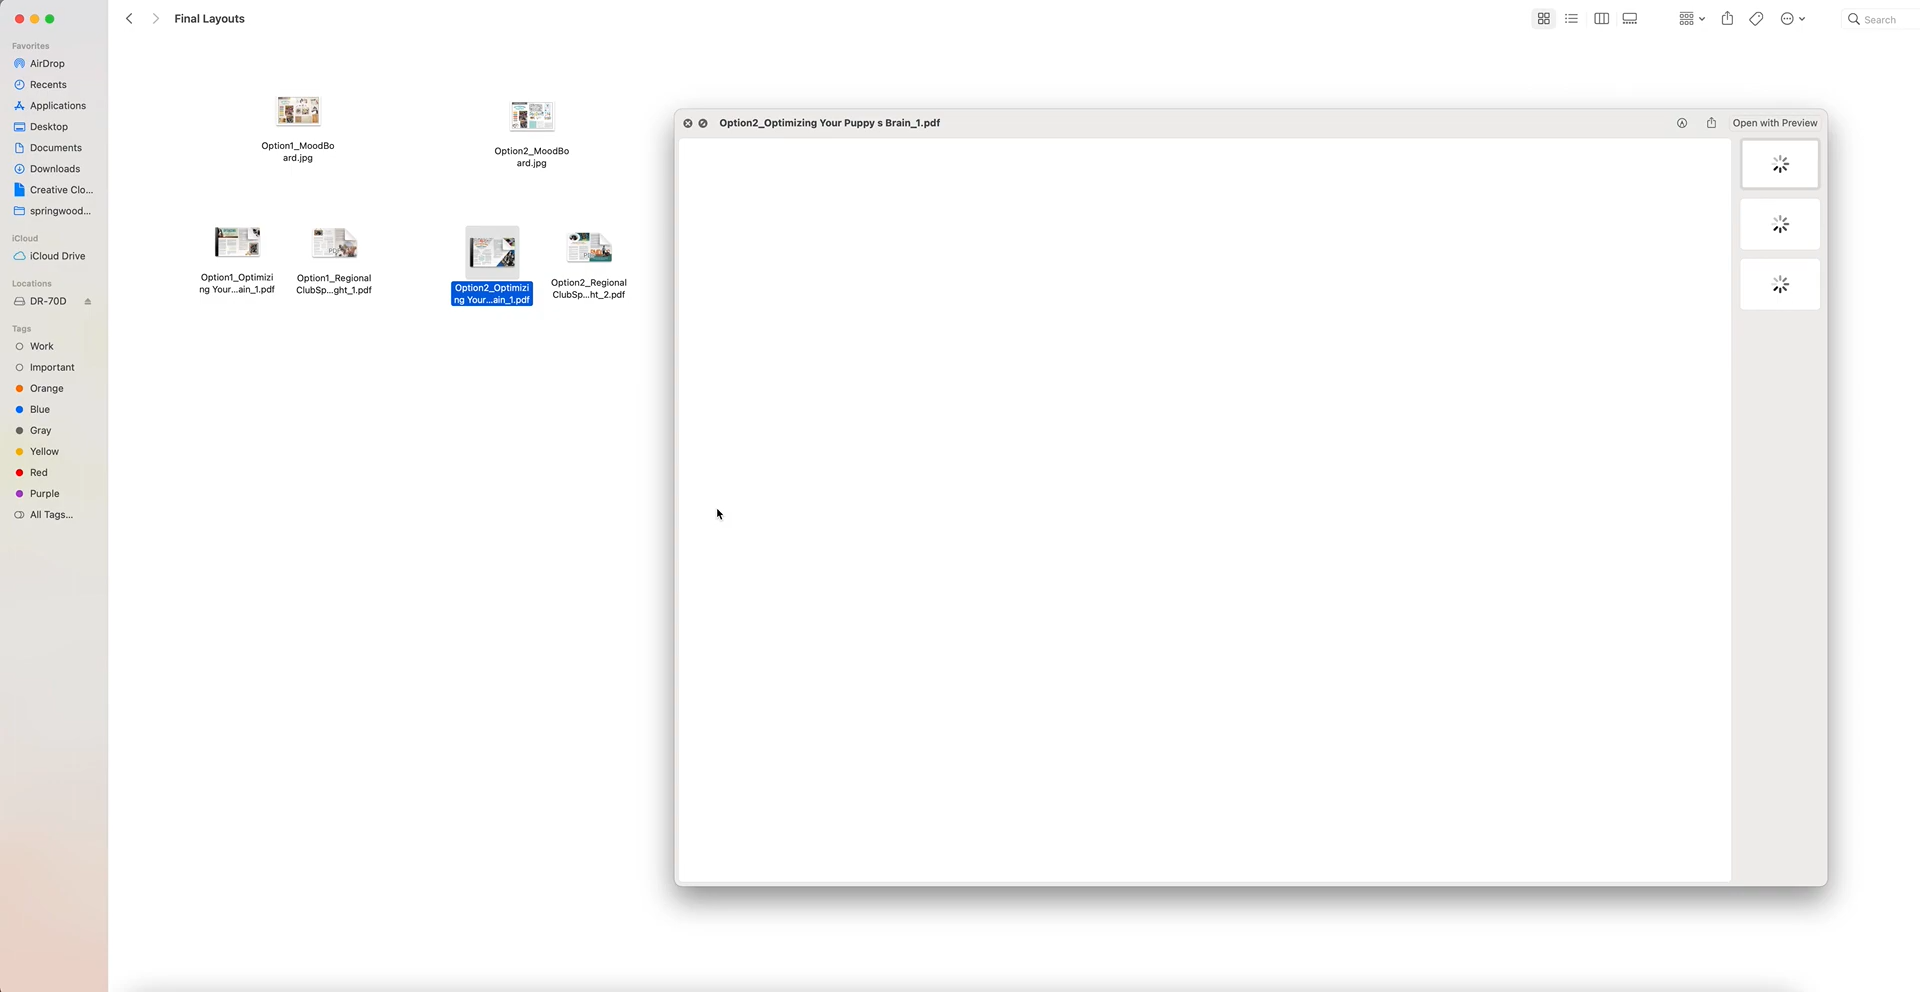 Final Layouts
Search
Favorites
AirDrop
Recents
Applications
Desktop
Documents
Downloads
Creative Clo...
springwood...
iCloud
iCloud Drive
Locations
DR-70D
Tags
Work
Important
Orange
Blue
Gray
Yellow
Red
Purple
All Tags...
Option1_MoodBo
ard.jpg
Option2_MoodBo
ard.jpg
Option1_Optimizi
ng Your...ain_1.pdf
Option1_Regional
ClubSp...ght_1.pdf
Option2_Optimizi
ng Your...ain_1.pdf
Option2_Regional
ClubSp...ht_2.pdf
Option2_Optimizing Your Puppy s Brain_1.pdf
Open with Preview